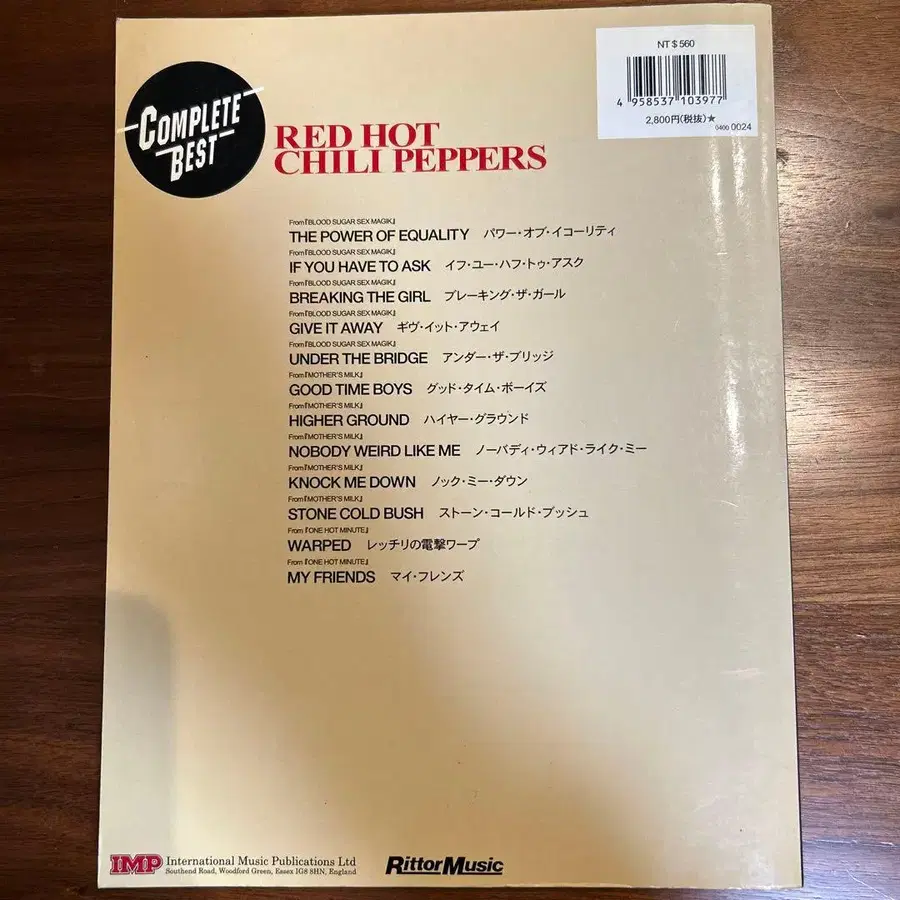 NT$560
4 958537 103977
2,800円(税抜)★
0400 0024
COMPLETE
BEST
RED HOT
CHILI PEPPERS
From『BLOOD SUGAR SEX MAGIK』
THE POWER OF EQUALITY パワー・オブ・イコーリティ
From『BLOOD SUGAR SEX MAGIK』
IF YOU HAVE TO ASK イフ・ユー・ハフ・トゥ・アスク
From『BLOOD SUGAR SEX MAGIK』
BREAKING THE GIRL ブレーキング・ザ・ガール
From『BLOOD SUGAR SEX MAGIK』
GIVE IT AWAY ギヴ・イット・アウェイ
From『BLOOD SUGAR SEX MAGIK』
UNDER THE BRIDGE アンダー・ザ・ブリッジ
From『MOTHER'S MILK』
GOOD TIME BOYS グッド・タイム・ボーイズ
From『MOTHER'S MILK』
HIGHER GROUND ハイヤー・グラウンド
From『MOTHER'S MILK』
NOBODY WEIRD LIKE ME ノーバディ・ウィアド・ライク・ミー
From『MOTHER'S MILK』
KNOCK ME DOWN ノック・ミー・ダウン
From『MOTHER'S MILK』
STONE COLD BUSH ストーン・コールド・ブッシュ
From『ONE HOT MINUTE』
WARPED レッチリの電撃ワープ
From『ONE HOT MINUTE』
MY FRIENDS マイ・フレンズ
IMP International Music Publications Ltd
Southend Road, Woodford Green, Essex IG8 8HN, England
RittorMusic